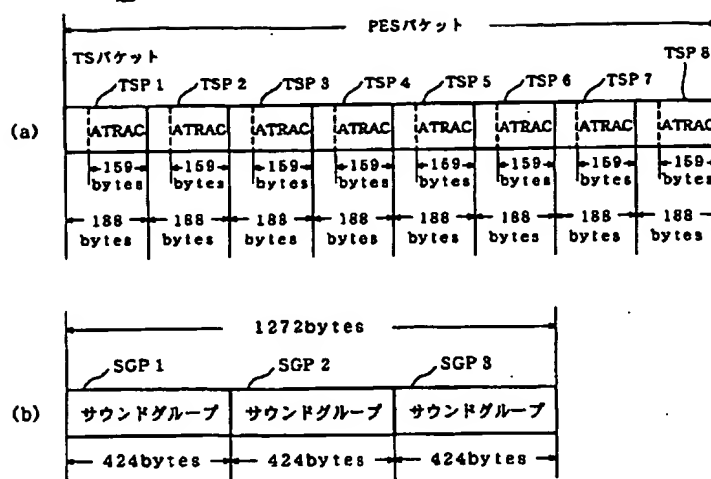 PESパケット
TSパケット
TSP 1 TSP 2 TSP 3 TSP 4 TSP 5 TSP 6 TSP 7 TSP 8
(a)
ATRAC ATRAC ATRAC ATRAC ATRAC ATRAC ATRAC ATRAC
159 159 159 159 159 159 159 159
bytes bytes bytes bytes bytes bytes bytes bytes
188 188 188 188 188 188 188 188
bytes bytes bytes bytes bytes bytes bytes bytes
1272bytes
SGP 1 SGP 2 SGP 3
(b)
サウンドグループ サウンドグループ サウンドグループ
424bytes 424bytes 424bytes